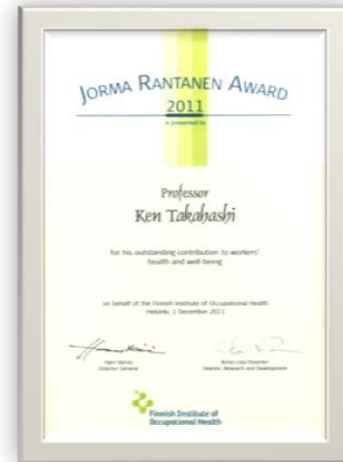 JORMA RANTANEN AWARD
2011
is presented to
Professor
Ken Takahashi
for his outstanding contribution to workers'
health and well-being
on behalf of the Finnish Institute of Occupational Health
Helsinki, 1 December 2011
Harri Vainio
Director General
Director, Research and Development
Finnish Institute of
Occupational Health